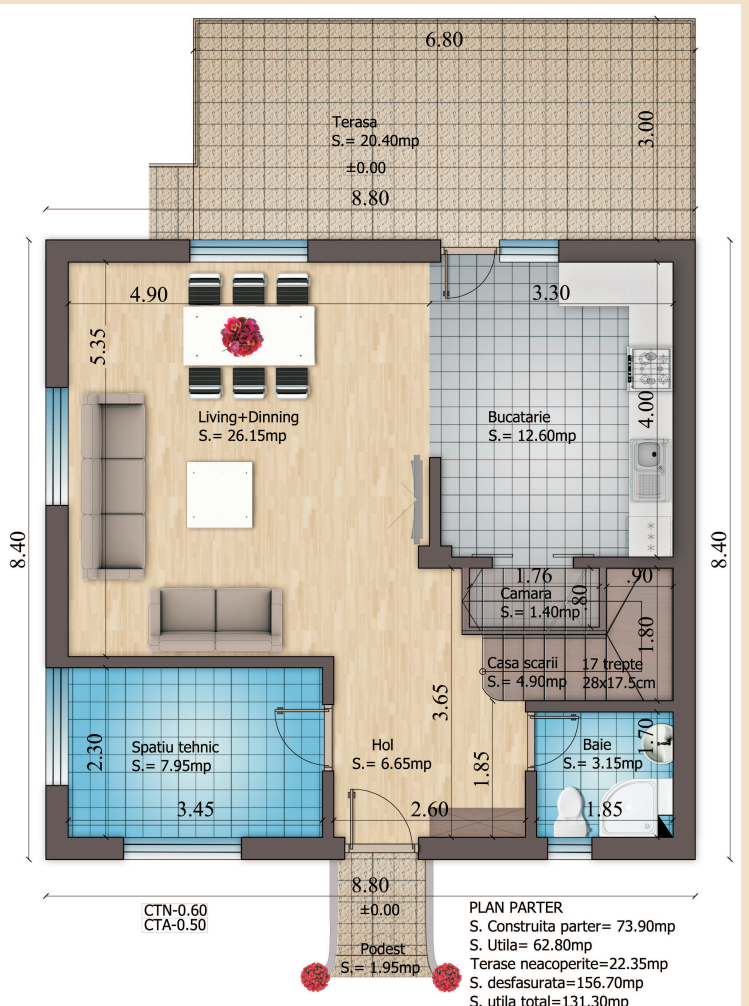 6.80
3.00
Terasa
S.= 20.40mp
±0.00
8.80
4.90
3.30
5.35
4.00
Living+Dinning
S.= 26.15mp
Bucatarie
S.= 12.60mp
8.40
8.40
1.76
.90
.80
Camara
S.= 1.40mp
1.80
Casa scarii
S.= 4.90mp
17 trepte
28x17.5cm
3.65
2.30
Spatiu tehnic
S.= 7.95mp
Hol
S.= 6.65mp
1.85
Baie
S.= 3.15mp
1.70
3.45
2.60
1.85
8.80
±0.00
Podest
S.= 1.95mp
CTN-0.60
CTA-0.50
PLAN PARTER
S. Construita parter= 73.90mp
S. Utila= 62.80mp
Terase neacoperite=22.35mp
S. desfasurata=156.70mp
S. utila total=131.30mp